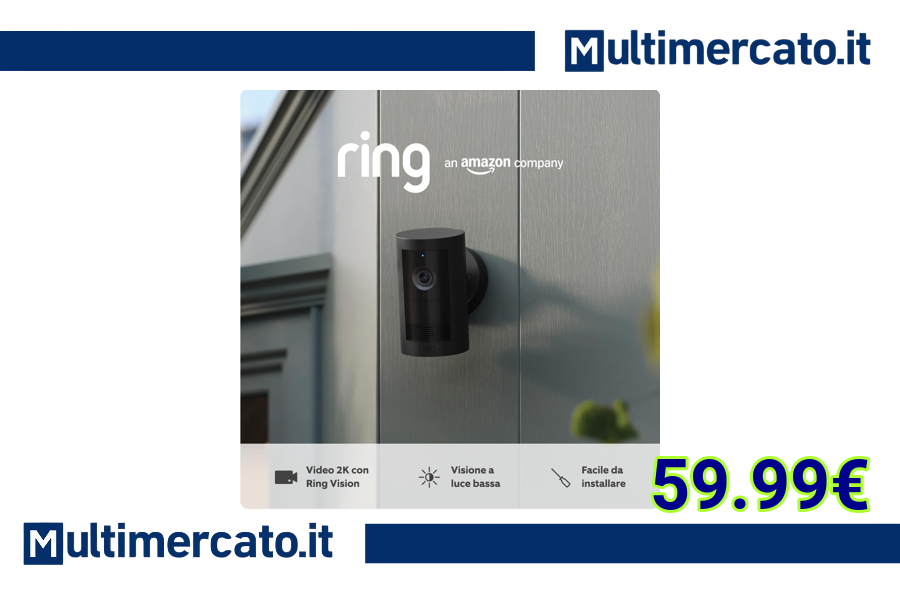 Multimercato.it
ring an amazon company
Video 2K con
Ring Vision
Visione a
luce bassa
Facile da
installare
59.99€
Multimercato.it